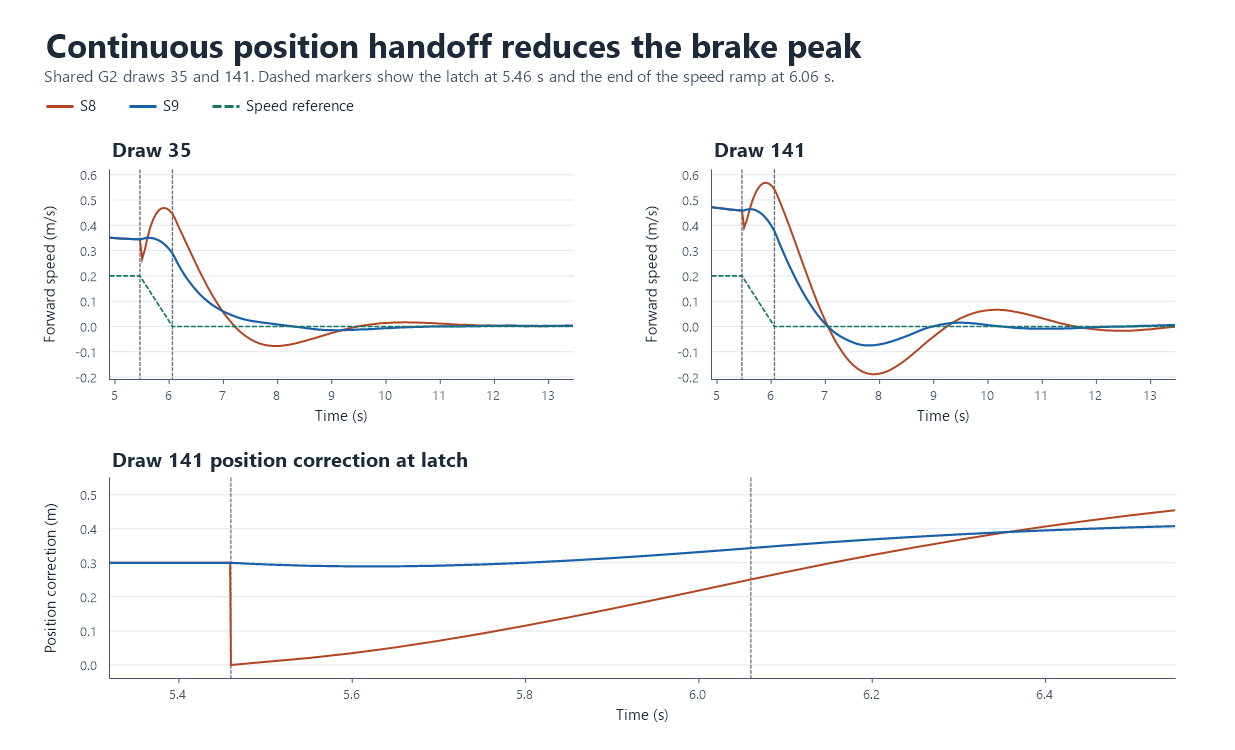 Continuous position handoff reduces the brake peak
Shared G2 draws 35 and 141. Dashed markers show the latch at 5.46 s and the end of the speed ramp at 6.06 s.
S8 S9 Speed reference
Draw 35
Forward speed (m/s)
0.6
0.5
0.4
0.3
0.2
0.1
0.0
-0.1
-0.2
5 6 7 8 9 10 11 12 13
Time (s)
Draw 141
Forward speed (m/s)
0.6
0.5
0.4
0.3
0.2
0.1
0.0
-0.1
-0.2
5 6 7 8 9 10 11 12 13
Time (s)
Draw 141 position correction at latch
Position correction (m)
0.5
0.4
0.3
0.2
0.1
0.0
5.4 5.6 5.8 6.0 6.2 6.4
Time (s)